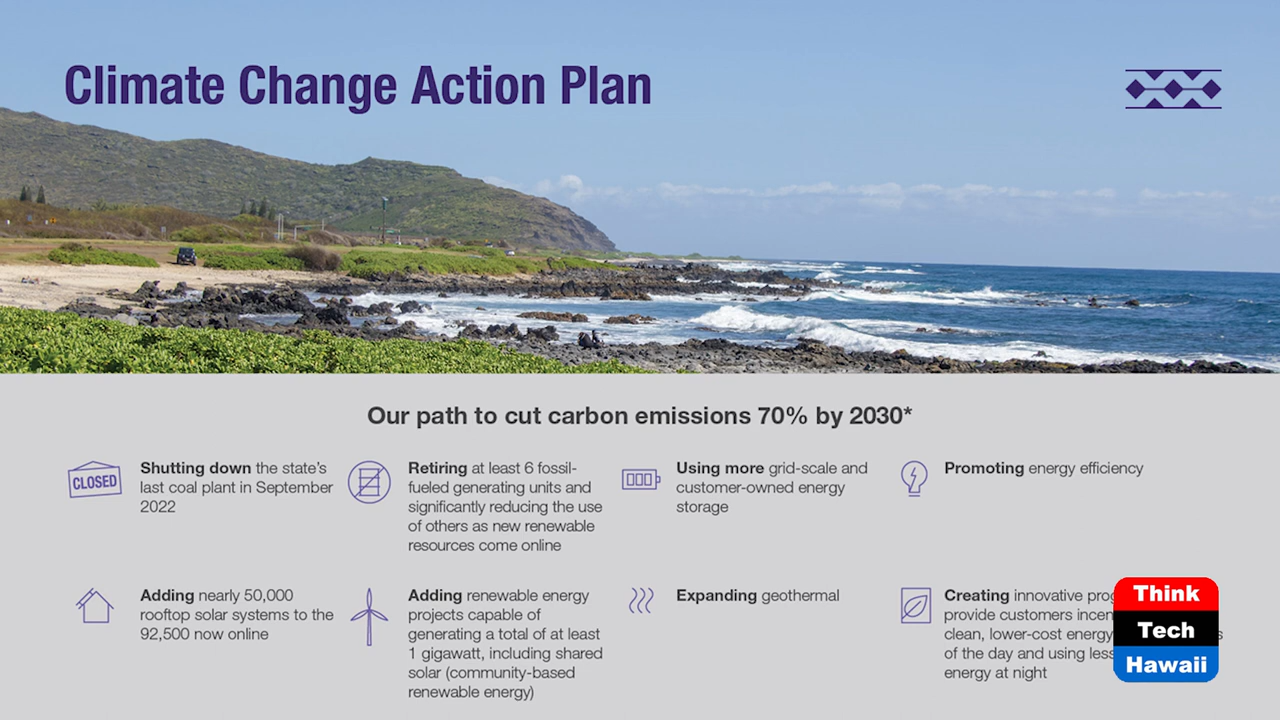 Climate Change Action Plan
Our path to cut carbon emissions 70% by 2030*
CLOSED
Shutting down the state's
last coal plant in September
2022
Retiring at least 6 fossil-
fueled generating units and
significantly reducing the use
of others as new renewable
resources come online
Using more grid-scale and
customer-owned energy
storage
Promoting energy efficiency
Adding nearly 50,000
rooftop solar systems to the
92,500 now online
Adding renewable energy
projects capable of
generating a total of at least
1 gigawatt, including shared
solar (community-based
renewable energy)
Expanding geothermal
Creating innovative
provide customers
clean, lower-cost energy
of the day and using less
energy at night
Think
Tech
Hawaii